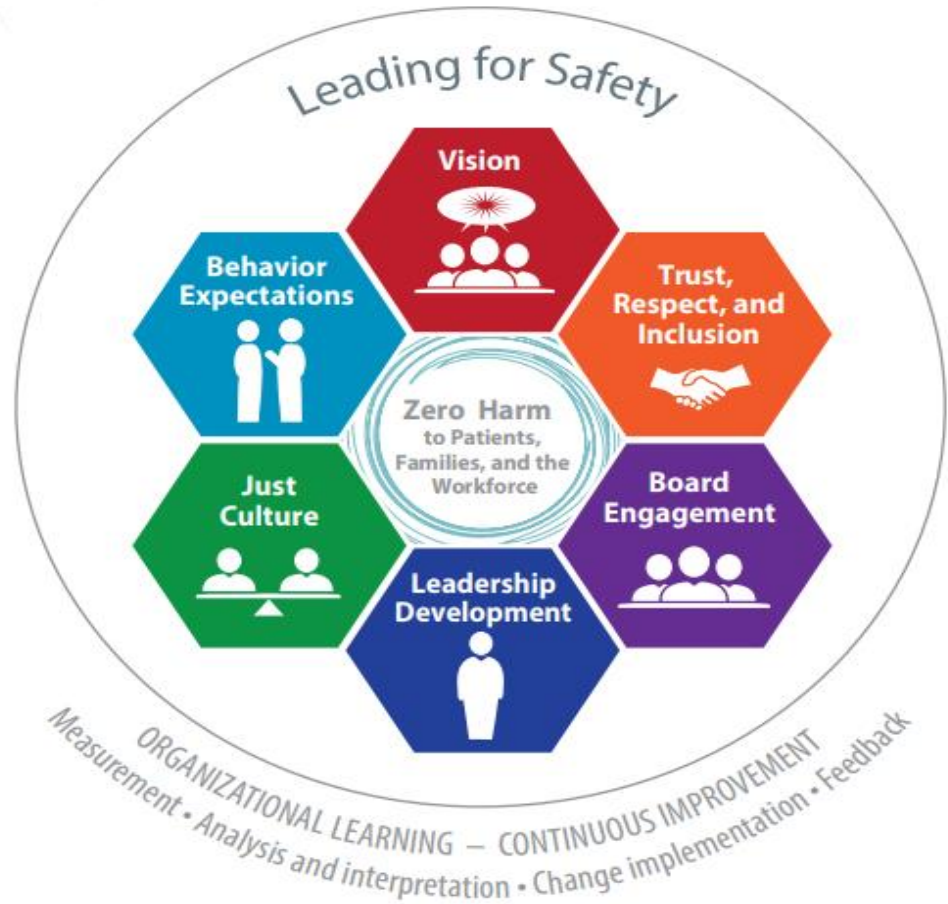 Leading for Safety
Vision
Trust,
Respect, and
Inclusion
Board
Engagement
Leadership
Development
Just
Culture
Behavior
Expectations
Zero Harm
to Patients,
Families, and the
Workforce
ORGANIZATIONAL LEARNING – CONTINUOUS IMPROVEMENT
Measurement • Analysis and interpretation • Change implementation • Feedback